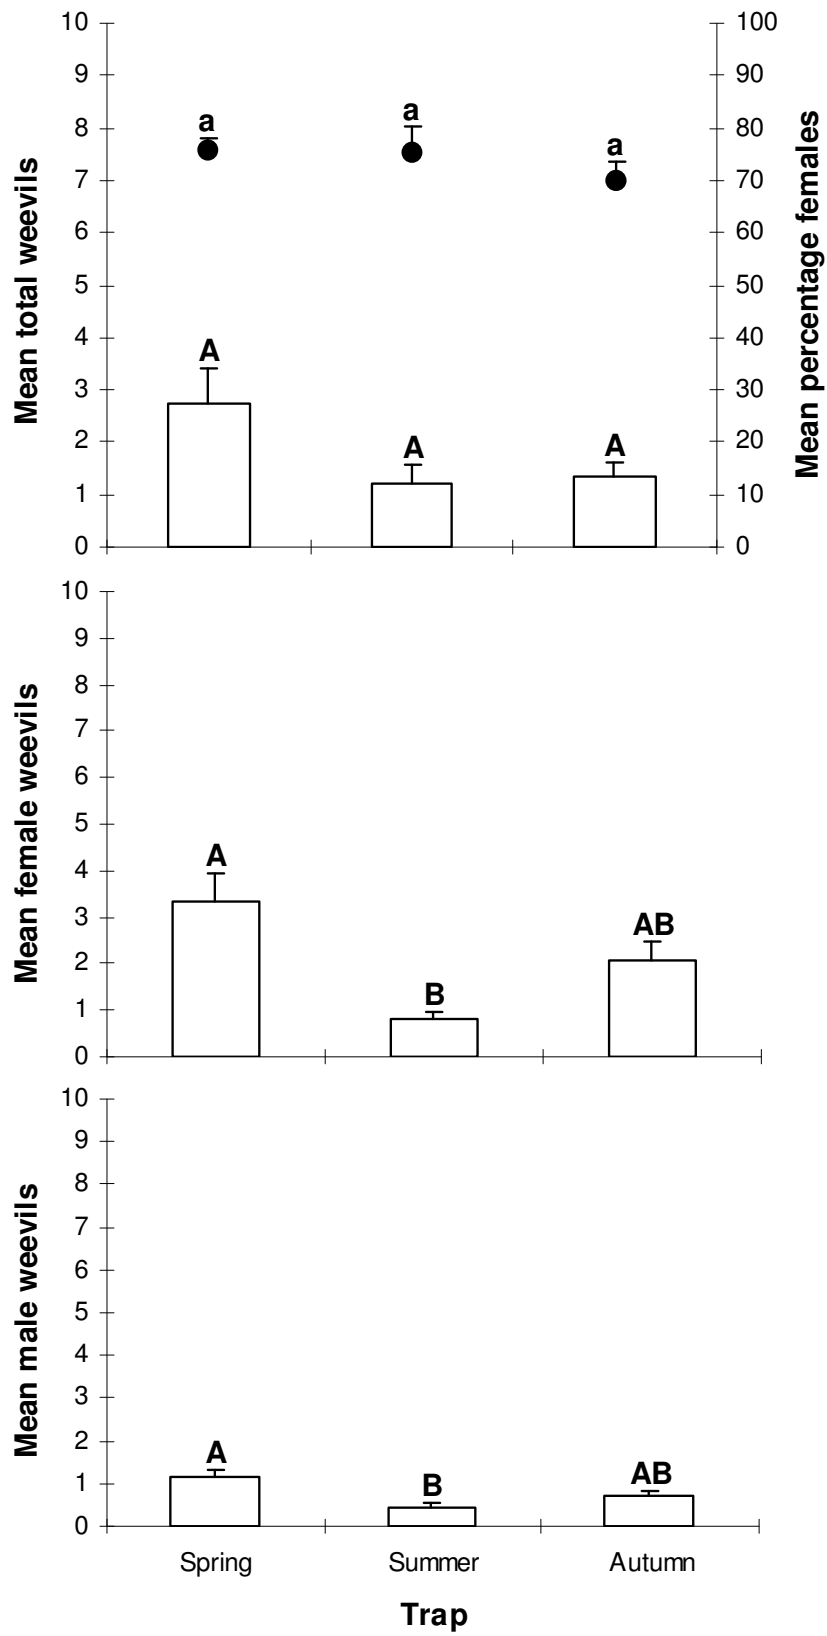 10
9
8
7
6
5
4
3
2
1
0
Mean total weevils
a
a
a
A
A
A
100
90
80
70
60
50
40
30
20
10
0
Mean percentage females
10
9
8
7
6
5
4
3
2
1
0
Mean female weevils
A
B
AB
10
9
8
7
6
5
4
3
2
1
0
Mean male weevils
A
B
AB
Spring Summer Autumn
Trap